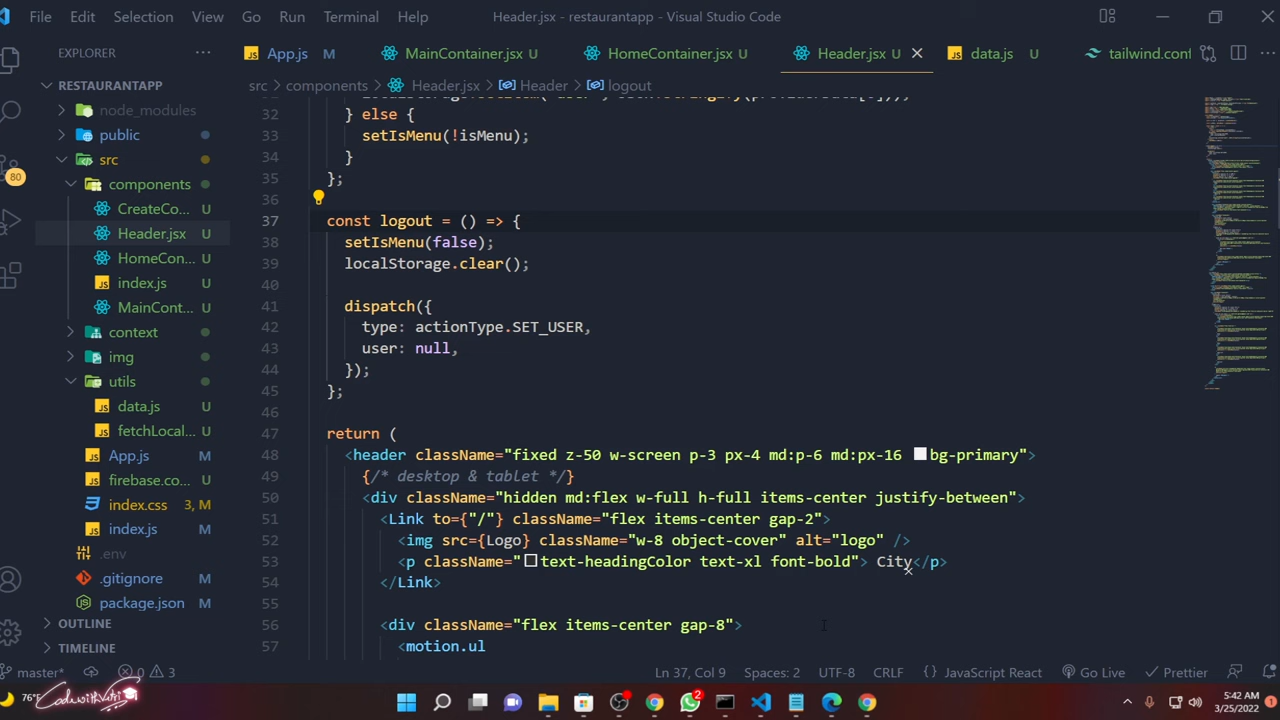 File Edit Selection View Go Run Terminal Help Header.jsx - restaurantapp - Visual Studio Code
EXPLORER ... App.js M MainContainer.jsx U HomeContainer.jsx U Header.jsx U data.js U tailwind.conf
RESTAURANTAPP src > components > Header.jsx > Header > logout
node_modules
public
src
components
CreateCo... U
Header.jsx U
HomeCon... U
index.js U
MainCont... U
context
img
utils
data.js U
fetchLocal... U
App.js M
firebase.co... U
index.css 3, M
index.js M
.env
.gitignore M
package.json M
OUTLINE
TIMELINE
80
32 } else {
33 setIsMenu(!isMenu)
34 }
35 };
36
37 const logout = () => {
38 setIsMenu(false);
39 localStorage.clear();
40
41 dispatch({
42 type: actionType.SET_USER,
43 user: null,
44 });
45 };
46
47 return (
48 <header className="fixed z-50 w-screen p-3 px-4 md:p-6 md:px-16 bg-primary">
49 {/* desktop & tablet */}
50 <div className="hidden md:flex w-full h-full items-center justify-between">
51 <Link to={"/"} className="flex items-center gap-2">
52 <img src={Logo} className="w-8 object-cover" alt="logo" />
53 <p className="text-headingColor text-xl font-bold"> City</p>
54 </Link>
55
56 <div className="flex items-center gap-8">
57 <motion.ul
master* 0 3 Ln 37, Col 9 Spaces: 2 UTF-8 CRLF {} JavaScript React Go Live Prettier
76° CodewithVetri 2 5:42 AM
3/25/2022 1